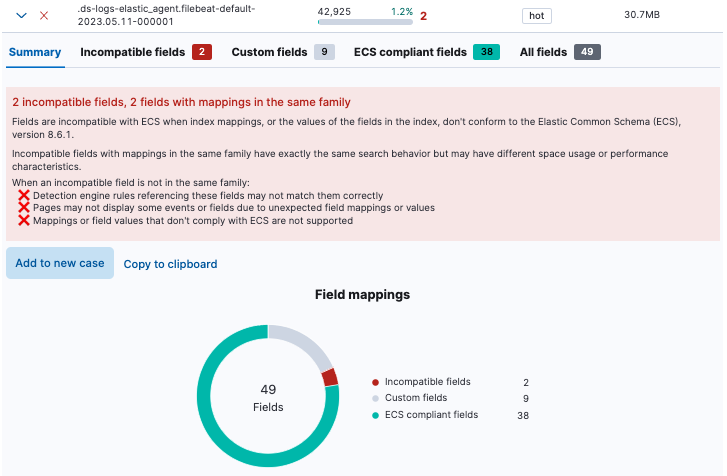 .ds-logs-elastic_agent.filebeat-default-
2023.05.11-000001
42,925
1.2%
2
hot
30.7MB
Summary
Incompatible fields 2
Custom fields 9
ECS compliant fields 38
All fields 49
2 incompatible fields, 2 fields with mappings in the same family
Fields are incompatible with ECS when index mappings, or the values of the fields in the index, don't conform to the Elastic Common Schema (ECS),
version 8.6.1.
Incompatible fields with mappings in the same family have exactly the same search behavior but may have different space usage or performance
characteristics.
When an incompatible field is not in the same family:
❌ Detection engine rules referencing these fields may not match them correctly
❌ Pages may not display some events or fields due to unexpected field mappings or values
❌ Mappings or field values that don't comply with ECS are not supported
Add to new case
Copy to clipboard
Field mappings
49
Fields
Incompatible fields 2
Custom fields 9
ECS compliant fields 38